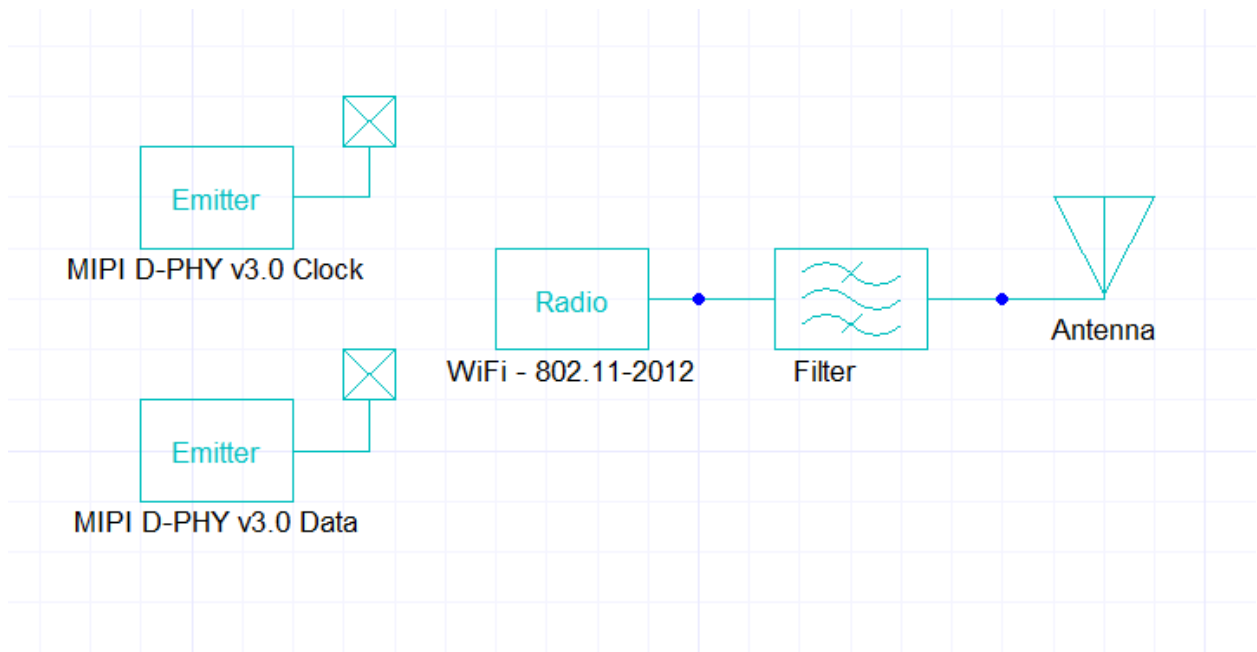 Emitter
MIPI D-PHY v3.0 Clock
Radio
WiFi - 802.11-2012
Filter
Antenna
Emitter
MIPI D-PHY v3.0 Data